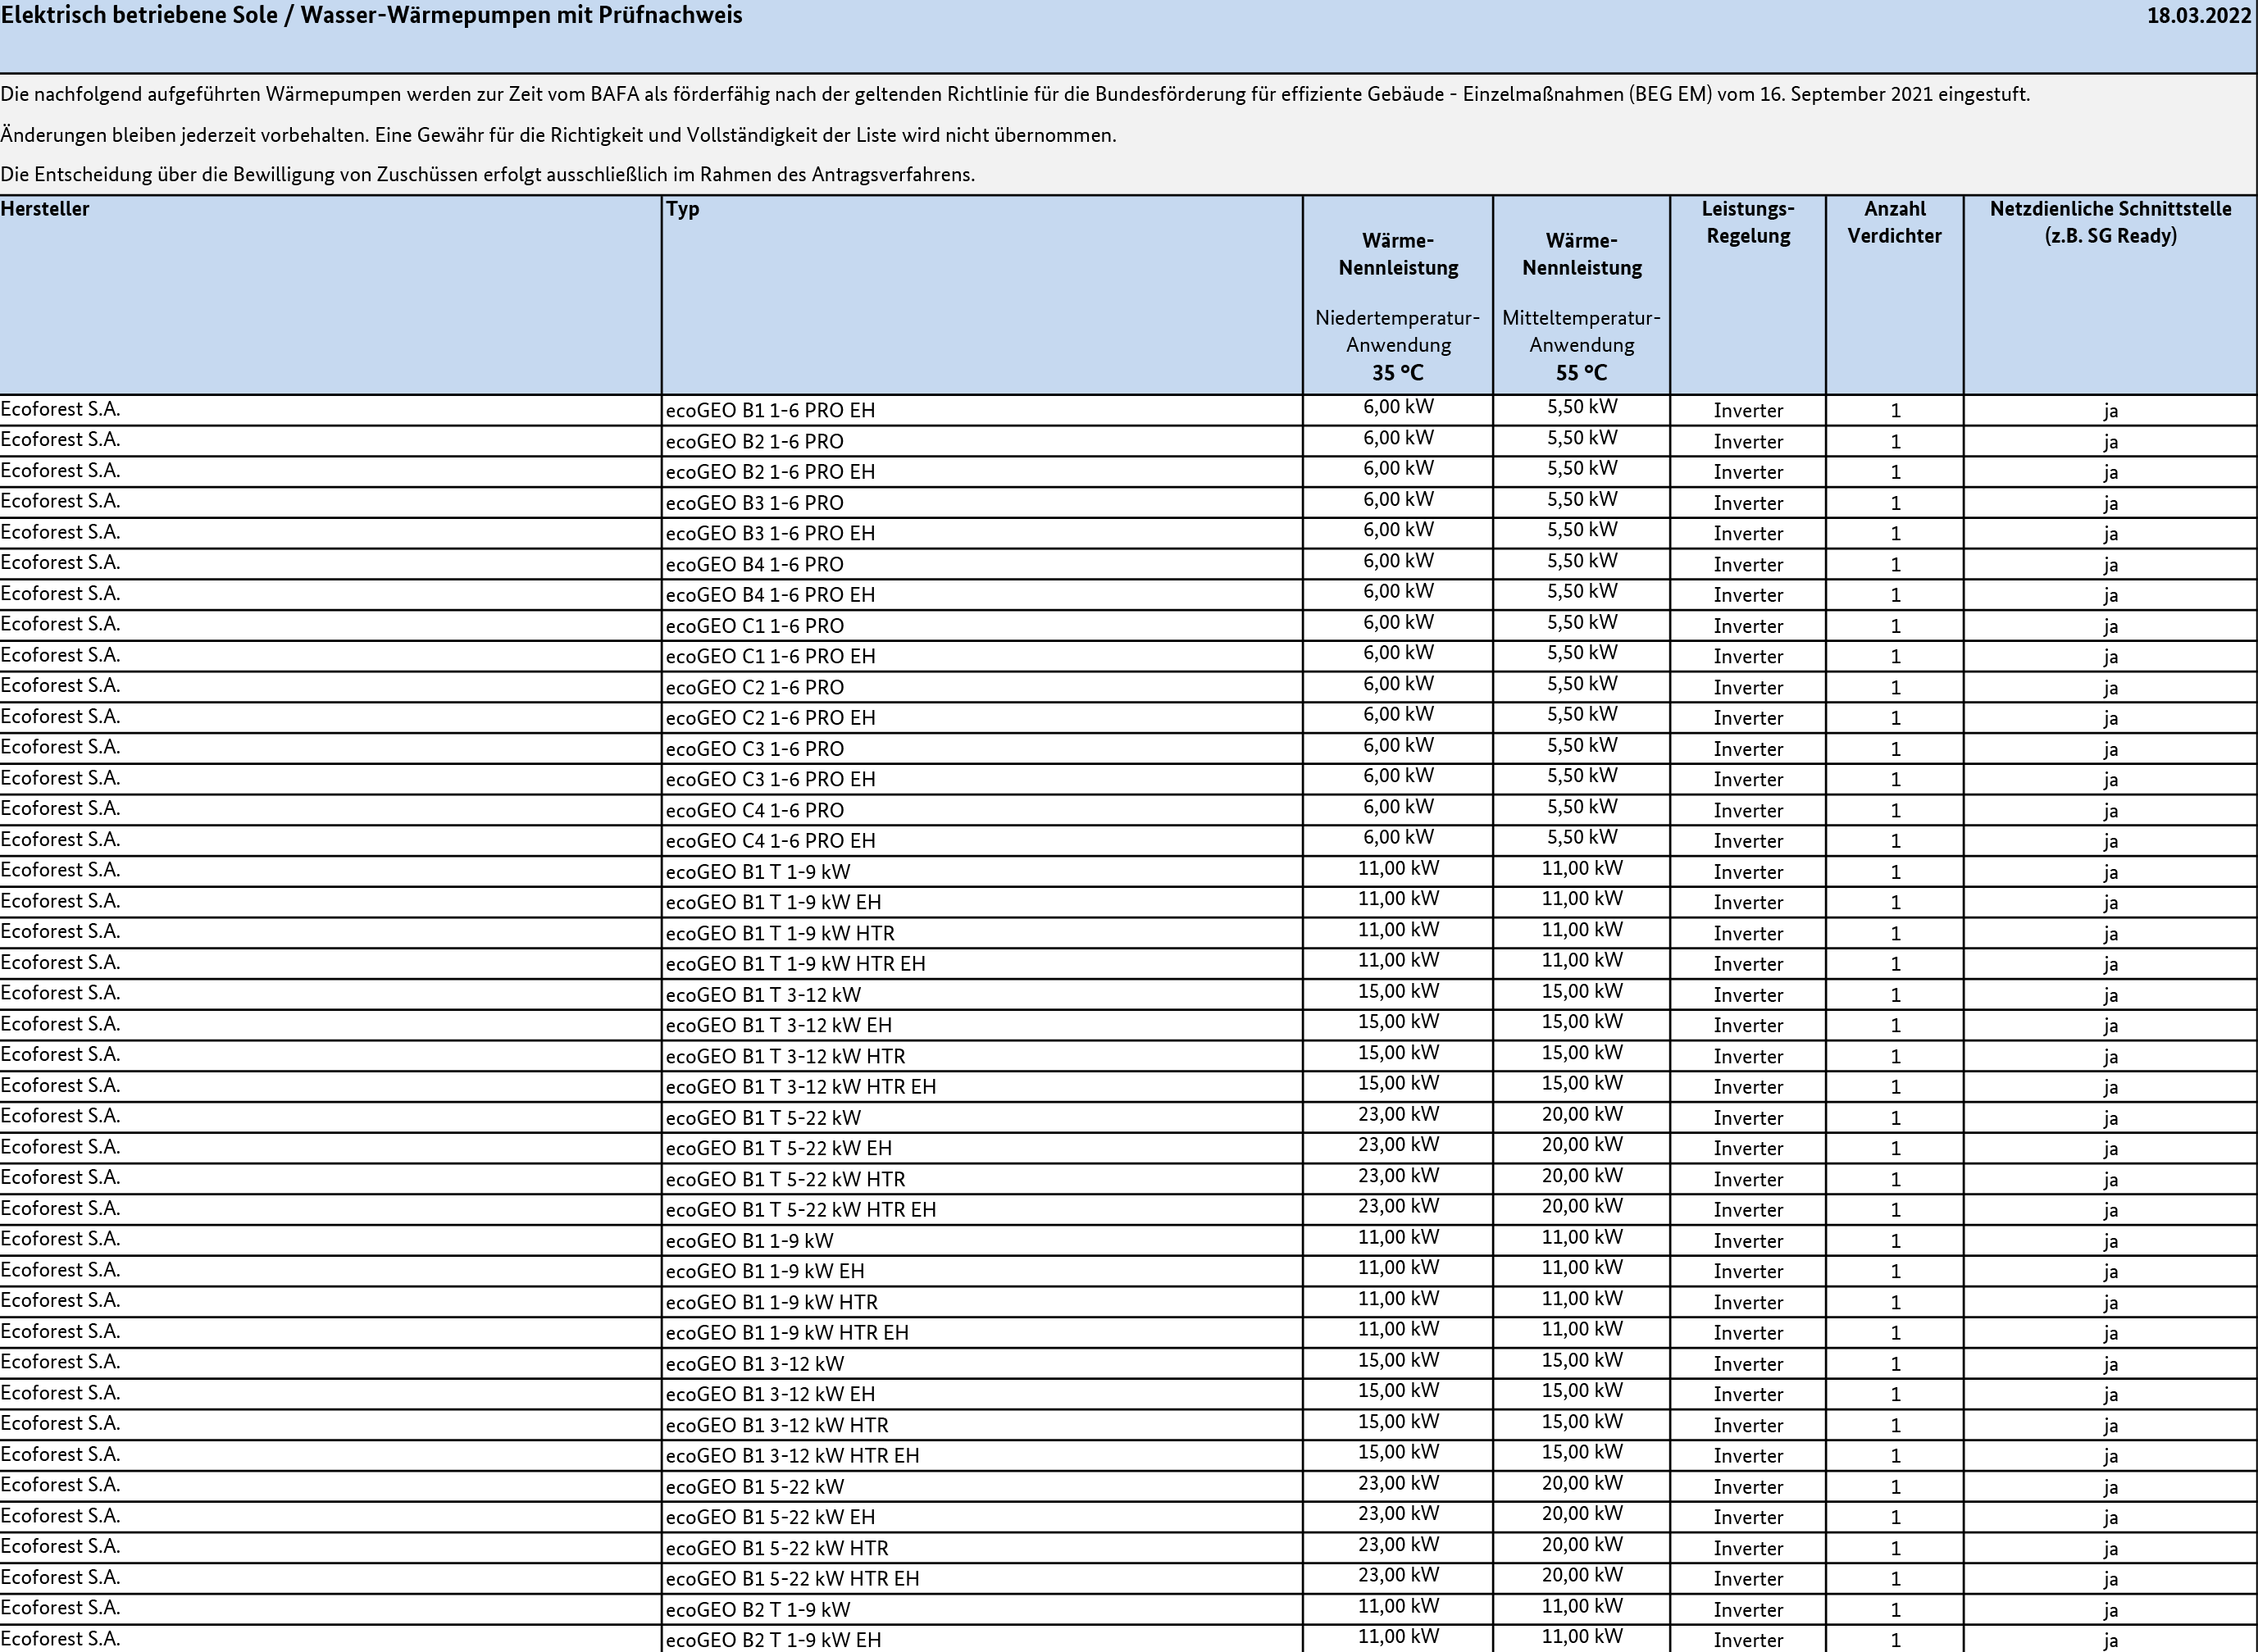 Elektrisch betriebene Sole / Wasser-Wärmepumpen mit Prüfnachweis 18.03.2022
Die nachfolgend aufgeführten Wärmepumpen werden zur Zeit vom BAFA als förderfähig nach der geltenden Richtlinie für die Bundesförderung für effiziente Gebäude - Einzelmaßnahmen (BEG EM) vom 16. September 2021 eingestuft.
Änderungen bleiben jederzeit vorbehalten. Eine Gewähr für die Richtigkeit und Vollständigkeit der Liste wird nicht übernommen.
Die Entscheidung über die Bewilligung von Zuschüssen erfolgt ausschließlich im Rahmen des Antragsverfahrens.
Hersteller
Typ
Wärme-
Nennleistung
Niedertemperatur-
Anwendung
35 °C
Wärme-
Nennleistung
Mitteltemperatur-
Anwendung
55 °C
Leistungs-
Regelung
Anzahl
Verdichter
Netzdienliche Schnittstelle
(z.B. SG Ready)
Ecoforest S.A. ecoGEO B1 1-6 PRO EH 6,00 kW 5,50 kW Inverter 1 ja
Ecoforest S.A. ecoGEO B2 1-6 PRO 6,00 kW 5,50 kW Inverter 1 ja
Ecoforest S.A. ecoGEO B2 1-6 PRO EH 6,00 kW 5,50 kW Inverter 1 ja
Ecoforest S.A. ecoGEO B3 1-6 PRO 6,00 kW 5,50 kW Inverter 1 ja
Ecoforest S.A. ecoGEO B3 1-6 PRO EH 6,00 kW 5,50 kW Inverter 1 ja
Ecoforest S.A. ecoGEO B4 1-6 PRO 6,00 kW 5,50 kW Inverter 1 ja
Ecoforest S.A. ecoGEO B4 1-6 PRO EH 6,00 kW 5,50 kW Inverter 1 ja
Ecoforest S.A. ecoGEO C1 1-6 PRO 6,00 kW 5,50 kW Inverter 1 ja
Ecoforest S.A. ecoGEO C1 1-6 PRO EH 6,00 kW 5,50 kW Inverter 1 ja
Ecoforest S.A. ecoGEO C2 1-6 PRO 6,00 kW 5,50 kW Inverter 1 ja
Ecoforest S.A. ecoGEO C2 1-6 PRO EH 6,00 kW 5,50 kW Inverter 1 ja
Ecoforest S.A. ecoGEO C3 1-6 PRO 6,00 kW 5,50 kW Inverter 1 ja
Ecoforest S.A. ecoGEO C3 1-6 PRO EH 6,00 kW 5,50 kW Inverter 1 ja
Ecoforest S.A. ecoGEO C4 1-6 PRO 6,00 kW 5,50 kW Inverter 1 ja
Ecoforest S.A. ecoGEO C4 1-6 PRO EH 6,00 kW 5,50 kW Inverter 1 ja
Ecoforest S.A. ecoGEO B1 T 1-9 kW 11,00 kW 11,00 kW Inverter 1 ja
Ecoforest S.A. ecoGEO B1 T 1-9 kW EH 11,00 kW 11,00 kW Inverter 1 ja
Ecoforest S.A. ecoGEO B1 T 1-9 kW HTR 11,00 kW 11,00 kW Inverter 1 ja
Ecoforest S.A. ecoGEO B1 T 1-9 kW HTR EH 11,00 kW 11,00 kW Inverter 1 ja
Ecoforest S.A. ecoGEO B1 T 3-12 kW 15,00 kW 15,00 kW Inverter 1 ja
Ecoforest S.A. ecoGEO B1 T 3-12 kW EH 15,00 kW 15,00 kW Inverter 1 ja
Ecoforest S.A. ecoGEO B1 T 3-12 kW HTR 15,00 kW 15,00 kW Inverter 1 ja
Ecoforest S.A. ecoGEO B1 T 3-12 kW HTR EH 15,00 kW 15,00 kW Inverter 1 ja
Ecoforest S.A. ecoGEO B1 T 5-22 kW 23,00 kW 20,00 kW Inverter 1 ja
Ecoforest S.A. ecoGEO B1 T 5-22 kW EH 23,00 kW 20,00 kW Inverter 1 ja
Ecoforest S.A. ecoGEO B1 T 5-22 kW HTR 23,00 kW 20,00 kW Inverter 1 ja
Ecoforest S.A. ecoGEO B1 T 5-22 kW HTR EH 23,00 kW 20,00 kW Inverter 1 ja
Ecoforest S.A. ecoGEO B1 1-9 kW 11,00 kW 11,00 kW Inverter 1 ja
Ecoforest S.A. ecoGEO B1 1-9 kW EH 11,00 kW 11,00 kW Inverter 1 ja
Ecoforest S.A. ecoGEO B1 1-9 kW HTR 11,00 kW 11,00 kW Inverter 1 ja
Ecoforest S.A. ecoGEO B1 1-9 kW HTR EH 11,00 kW 11,00 kW Inverter 1 ja
Ecoforest S.A. ecoGEO B1 3-12 kW 15,00 kW 15,00 kW Inverter 1 ja
Ecoforest S.A. ecoGEO B1 3-12 kW EH 15,00 kW 15,00 kW Inverter 1 ja
Ecoforest S.A. ecoGEO B1 3-12 kW HTR 15,00 kW 15,00 kW Inverter 1 ja
Ecoforest S.A. ecoGEO B1 3-12 kW HTR EH 15,00 kW 15,00 kW Inverter 1 ja
Ecoforest S.A. ecoGEO B1 5-22 kW 23,00 kW 20,00 kW Inverter 1 ja
Ecoforest S.A. ecoGEO B1 5-22 kW EH 23,00 kW 20,00 kW Inverter 1 ja
Ecoforest S.A. ecoGEO B1 5-22 kW HTR 23,00 kW 20,00 kW Inverter 1 ja
Ecoforest S.A. ecoGEO B1 5-22 kW HTR EH 23,00 kW 20,00 kW Inverter 1 ja
Ecoforest S.A. ecoGEO B2 T 1-9 kW 11,00 kW 11,00 kW Inverter 1 ja
Ecoforest S.A. ecoGEO B2 T 1-9 kW EH 11,00 kW 11,00 kW Inverter 1 ja